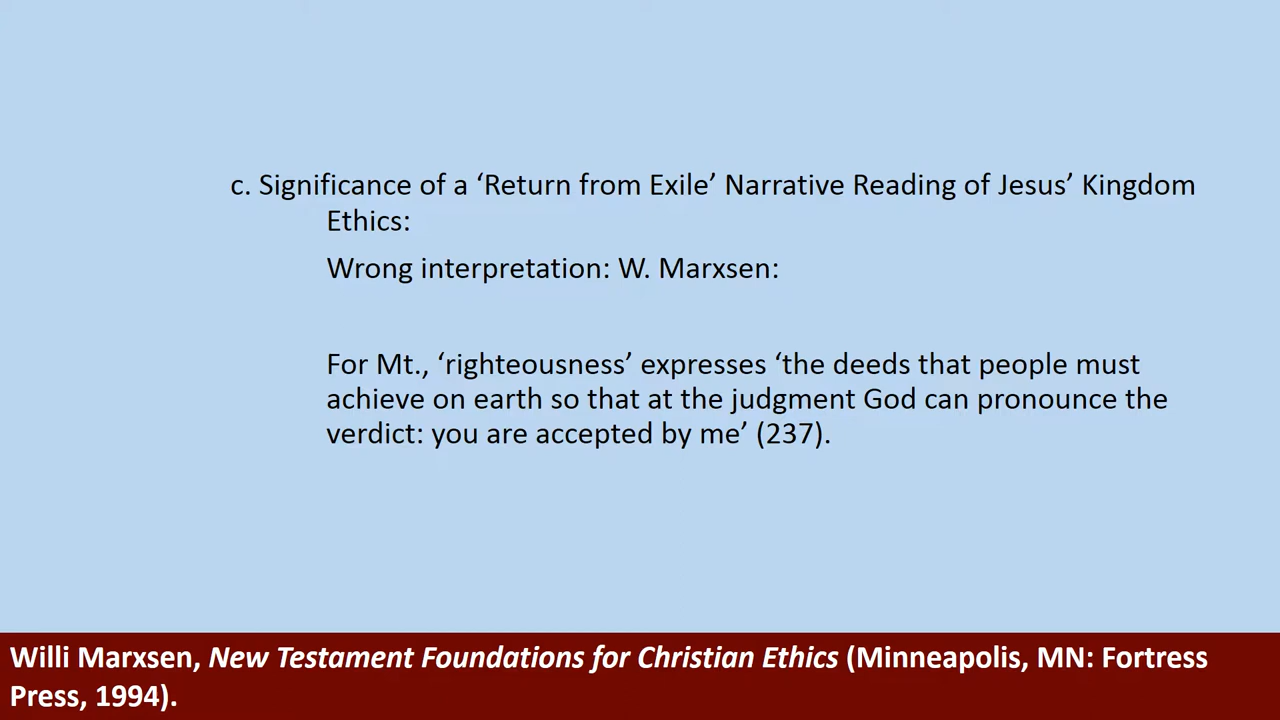 c. Significance of a ‘Return from Exile’ Narrative Reading of Jesus’ Kingdom
Ethics:
Wrong interpretation: W. Marxsen:
For Mt., ‘righteousness’ expresses ‘the deeds that people must
achieve on earth so that at the judgment God can pronounce the
verdict: you are accepted by me’ (237).
Willi Marxsen, New Testament Foundations for Christian Ethics (Minneapolis, MN: Fortress
Press, 1994).